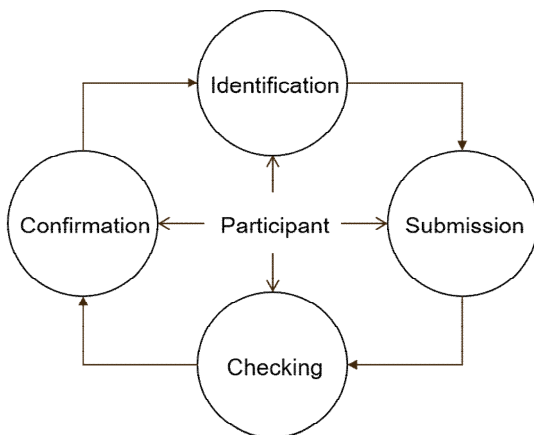 Identification
Confirmation
Participant
Submission
Checking